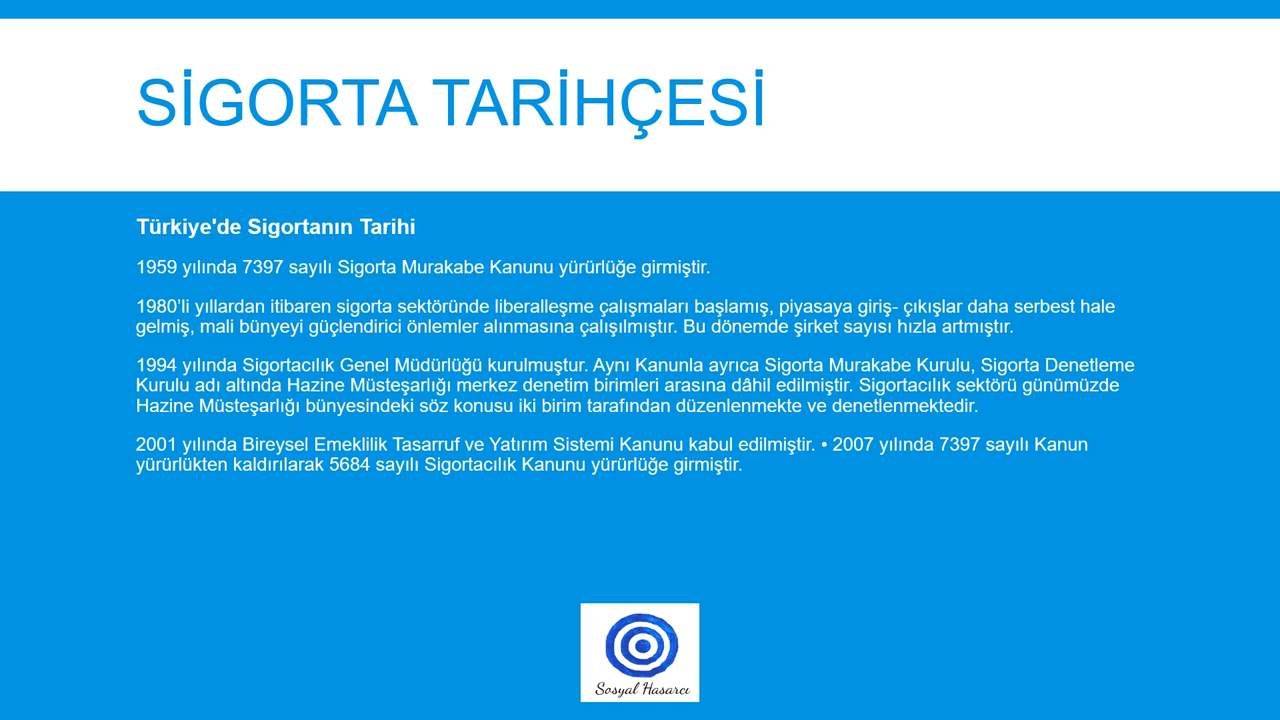 SİGORTA TARİHÇESİ
Türkiye'de Sigortanın Tarihi
1959 yılında 7397 sayılı Sigorta Murakabe Kanunu yürürlüğe girmiştir.
1980’li yıllardan itibaren sigorta sektöründe liberalleşme çalışmaları başlamış, piyasaya giriş- çıkışlar daha serbest hale
gelmiş, mali bünyeyi güçlendirici önlemler alınmasına çalışılmıştır. Bu dönemde şirket sayısı hızla artmıştır.
1994 yılında Sigortacılık Genel Müdürlüğü kurulmuştur. Aynı Kanunla ayrıca Sigorta Murakabe Kurulu, Sigorta Denetleme
Kurulu adı altında Hazine Müsteşarlığı merkez denetim birimleri arasına dâhil edilmiştir. Sigortacılık sektörü günümüzde
Hazine Müsteşarlığı bünyesindeki söz konusu iki birim tarafından düzenlenmekte ve denetlenmektedir.
2001 yılında Bireysel Emeklilik Tasarruf ve Yatırım Sistemi Kanunu kabul edilmiştir. • 2007 yılında 7397 sayılı Kanun
yürürlükten kaldırılarak 5684 sayılı Sigortacılık Kanunu yürürlüğe girmiştir.
Sosyal Hasarcı